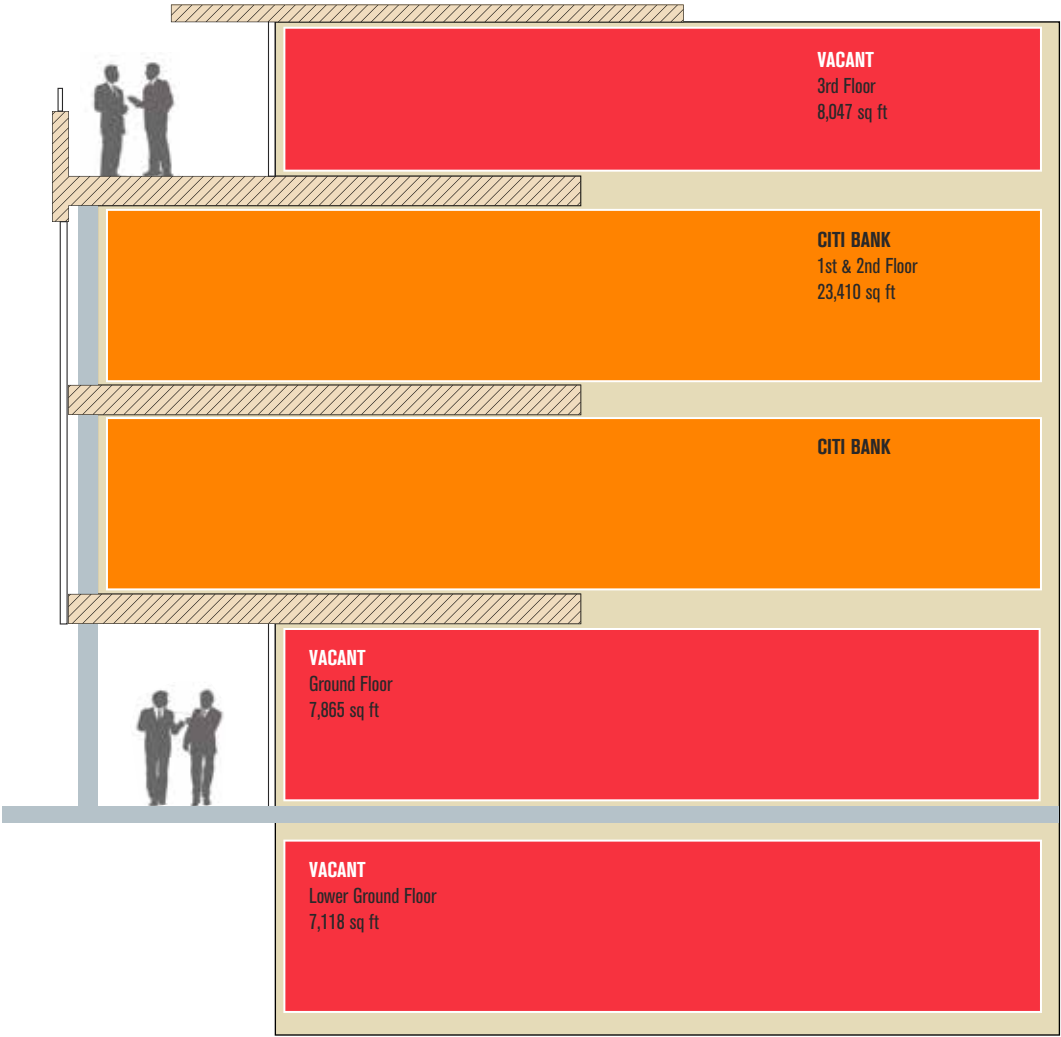 VACANT
3rd Floor
8,047 sq ft
CITI BANK
1st & 2nd Floor
23,410 sq ft
CITI BANK
VACANT
Ground Floor
7,865 sq ft
VACANT
Lower Ground Floor
7,118 sq ft